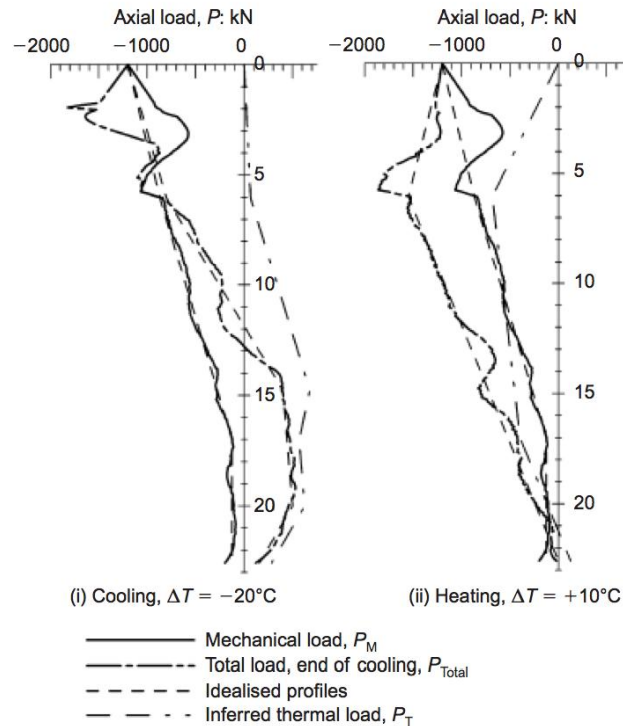 Axial load, P: kN
−2000 −1000 0
0
5
10
15
20
(i) Cooling, ΔT = −20°C
Axial load, P: kN
−2000 −1000 0
0
5
10
15
20
(ii) Heating, ΔT = +10°C
Mechanical load, P_M
Total load, end of cooling, P_Total
Idealised profiles
Inferred thermal load, P_T